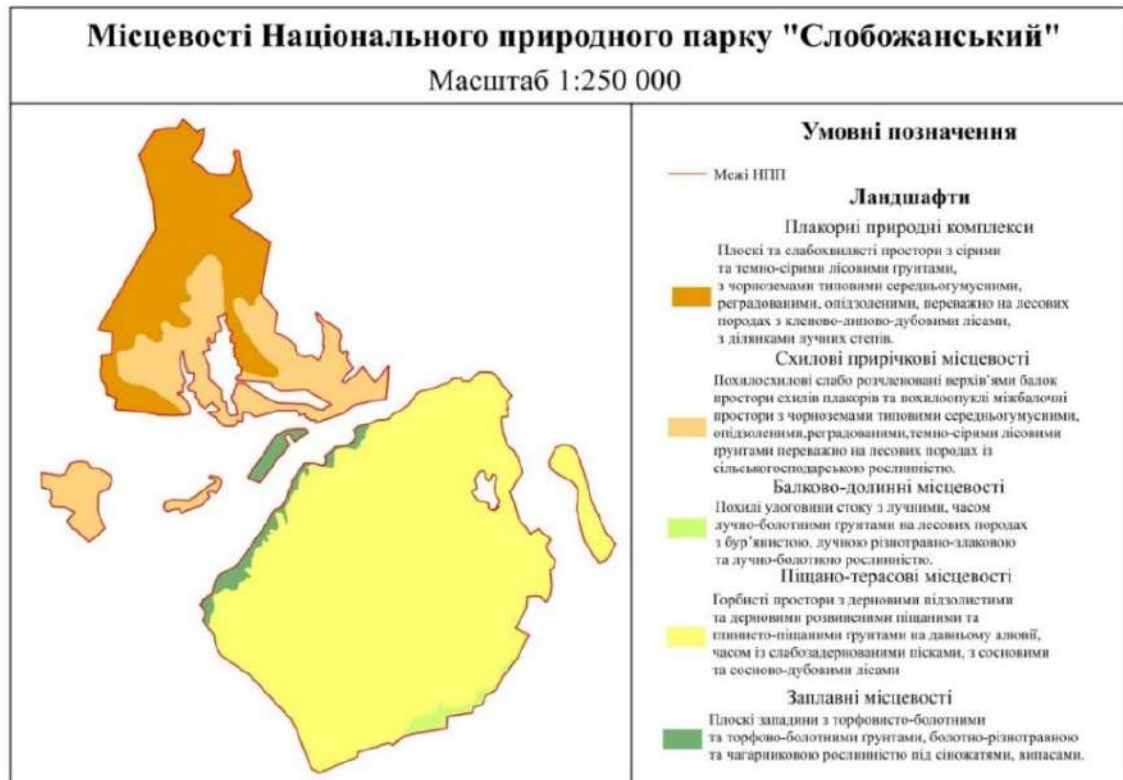 Місцевості Національного природного парку "Слобожанський"
Масштаб 1:250 000
Умовні позначення
Межі НПП
Ландшафти
Плакорні природні комплекси
Плоскі та слабохвилясті простори з сірими
та темно-сірими лісовими ґрунтами,
з чорноземами типовими середньогумусними,
реградованими, опідзоленими, переважно на лесових
породах з кленово-липово-дубовими лісами,
з ділянками лучних степів.
Схилові прирічкові місцевості
Похилосхилові слабо розчленовані верхів'ями балок
простори схилів плакорів та похилоопуклі міжбалочні
простори з чорноземами типовими середньогумусними,
опідзоленими,реградованими,темно-сірими лісовими
ґрунтами переважно на лесових породах із
сільськогосподарською рослинністю.
Балково-долинні місцевості
Похилі улоговини стоку з лучними, часом
лучно-болотними ґрунтами на лесових породах
з бур'янистою, лучною різнотравно-злаковою
та лучно-болотною рослинністю.
Піщано-терасові місцевості
Горбисті простори з дерновими підзолистими
та дерновими розвиненими піщаними та
глинисто-піщаними ґрунтами на давньому алювії,
часом із слабозадернованими пісками, з сосновими
та сосново-дубовими лісами
Заплавні місцевості
Плоскі западини з торфовисто-болотними
та торфово-болотними ґрунтами, болотно-різнотравною
та чагарниковою рослинністю під сіножатями, випасами.